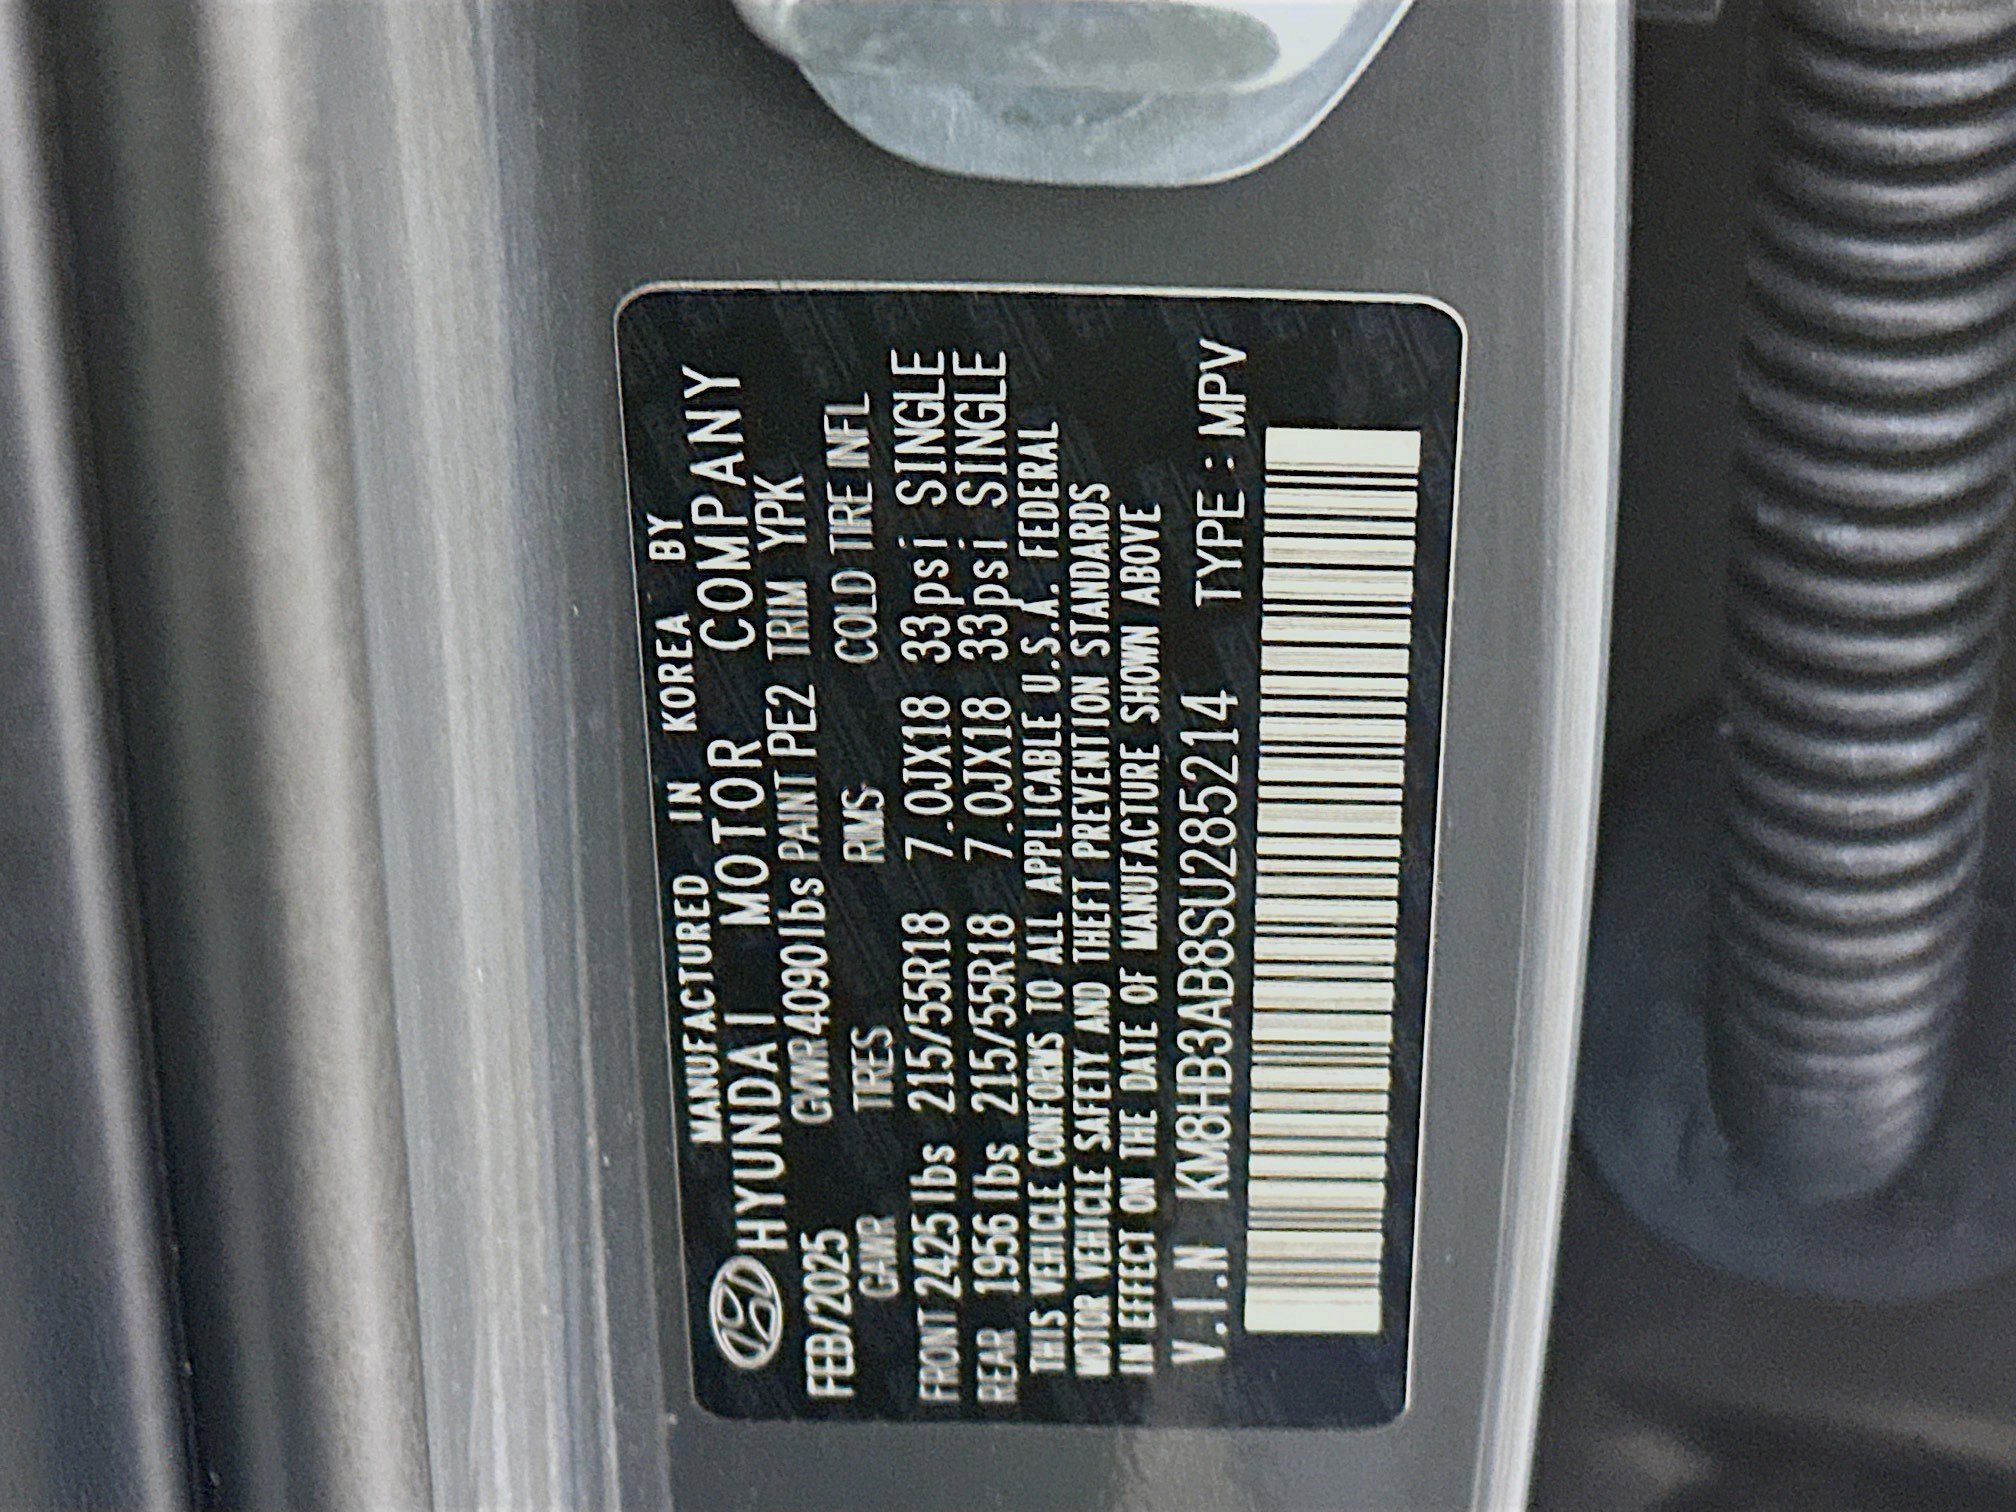 MANUFACTURED IN KOREA BY
HYUNDAI MOTOR COMPANY
FEB/2025 GVWR 4090lbs PAINT PE2 TRIM YPK
GAWR TIRES RIMS COLD TIRE INFL
FRONT 2425lbs 215/55R18 7.0JX18 33psi SINGLE
REAR 1956lbs 215/55R18 7.0JX18 33psi SINGLE
THIS VEHICLE CONFORMS TO ALL APPLICABLE U.S.A. FEDERAL
MOTOR VEHICLE SAFETY AND THEFT PREVENTION STANDARDS
IN EFFECT ON THE DATE OF MANUFACTURE SHOWN ABOVE
V.I.N KM8HB3AB8SU285214 TYPE : MPV